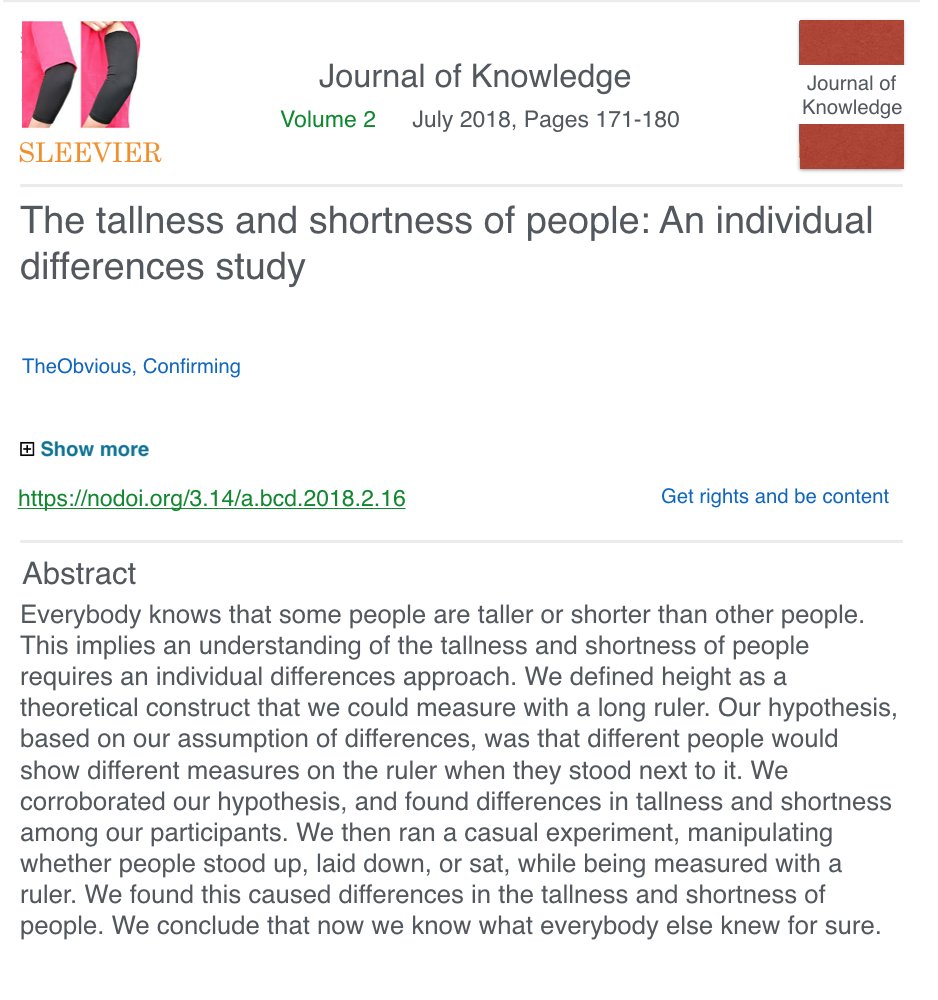 Journal of Knowledge
Volume 2 July 2018, Pages 171-180
SLEEVIER
Journal of
Knowledge
The tallness and shortness of people: An individual
differences study
TheObvious, Confirming
Show more
https://nodoi.org/3.14/a.bcd.2018.2.16
Get rights and be content
Abstract
Everybody knows that some people are taller or shorter than other people.
This implies an understanding of the tallness and shortness of people
requires an individual differences approach. We defined height as a
theoretical construct that we could measure with a long ruler. Our hypothesis,
based on our assumption of differences, was that different people would
show different measures on the ruler when they stood next to it. We
corroborated our hypothesis, and found differences in tallness and shortness
among our participants. We then ran a casual experiment, manipulating
whether people stood up, laid down, or sat, while being measured with a
ruler. We found this caused differences in the tallness and shortness of
people. We conclude that now we know what everybody else knew for sure.